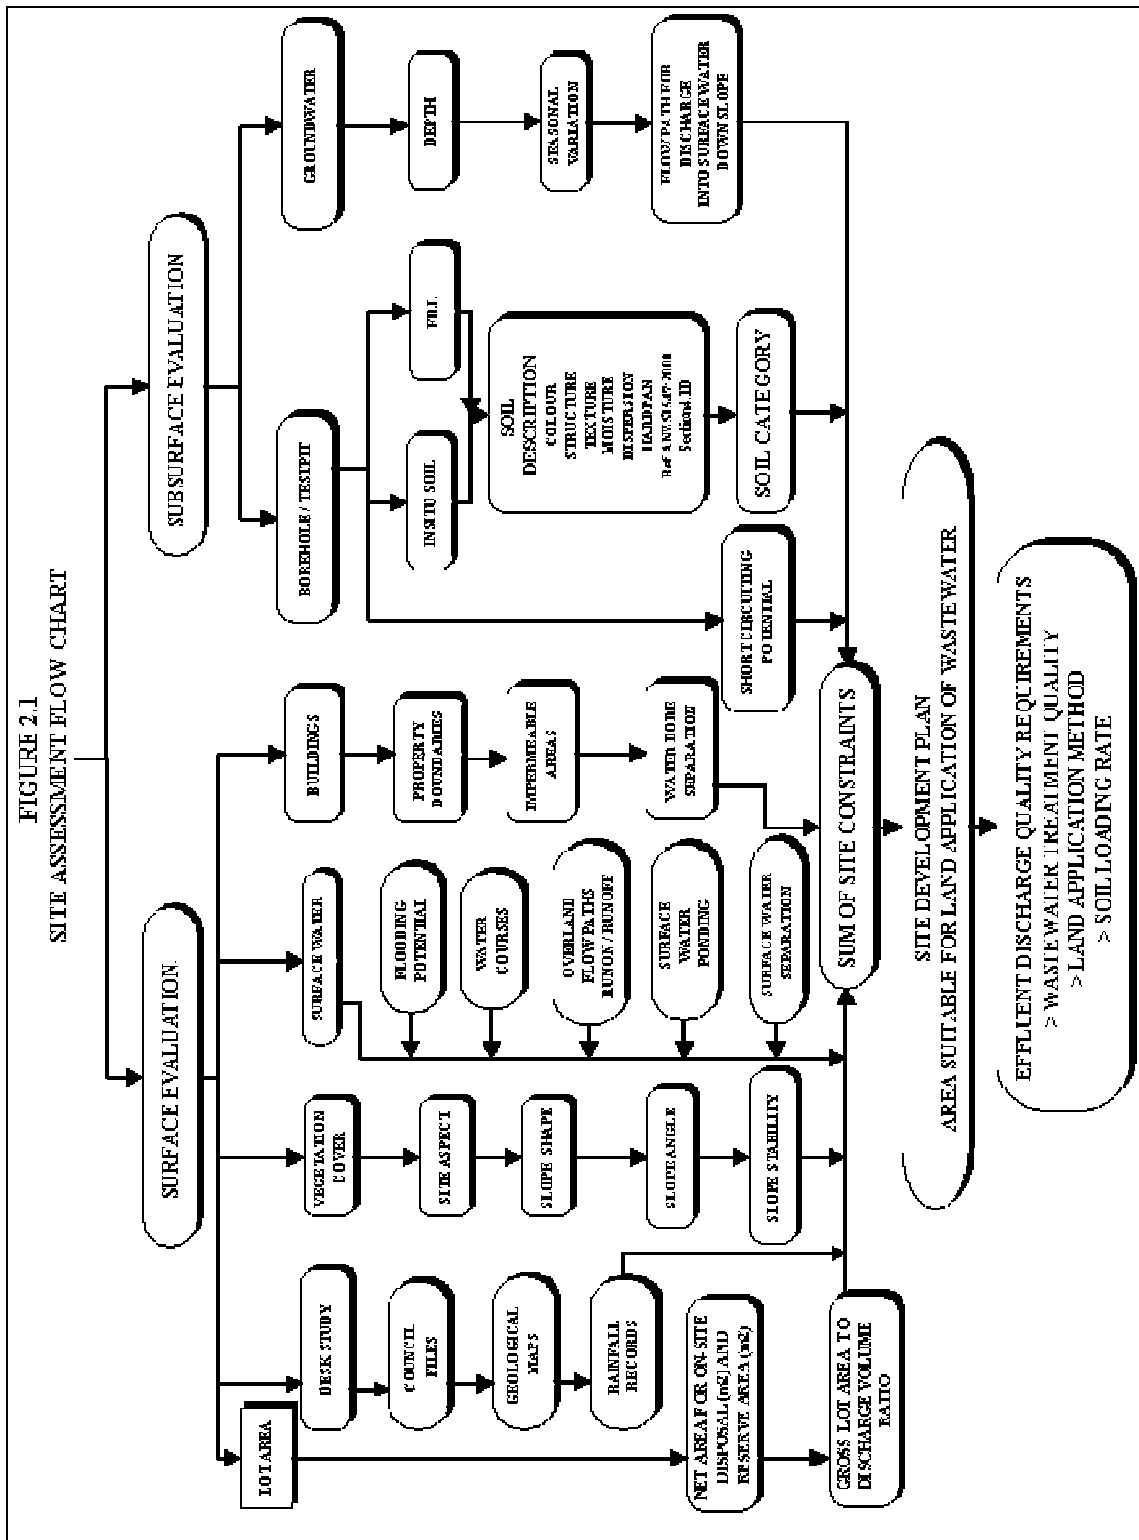 FIGURE 2.1
SITE ASSESSMENT FLOW CHART
SURFACE EVALUATION
SUBSURFACE EVALUATION
LOT AREA
DESK STUDY
VEGETATION
COVER
SURFACE WATER
BUILDINGS
BOREHOLE / TESTPIT
GROUNDWATER
COUNCIL
FILES
SITE ASPECT
FLOODING
POTENTIAL
PROPERTY
BOUNDARIES
INSITU SOIL
FILL
DEPTH
GEOLOGICAL
MAPS
SLOPE SHAPE
WATER
COURSES
IMPERMEABLE
AREAS
SOIL
DESCRIPTION
COLOUR
STRUCTURE
TEXTURE
MOISTURE
DISPERSION
HARDPAN
SEASONAL
VARIATION
RAINFALL
RECORDS
OVERLAND
FLOWPATHS
RUNON / RUNOFF
SLOPE ANGLE
SURFACE
WATER
PONDING
WATER BORE
SEPARATION
FLOWPATH FOR
DISCHARGE
INTO SURFACE WATER
DOWNSLOPE
NET AREA FOR ON-SITE
DISPOSAL (m2) AND
RESERVE AREA (m2)
SLOPE STABILITY
SURFACE WATER
SEPARATION
SHORT CIRCUITING
POTENTIAL
SOIL CATEGORY
GROSS LOT AREA TO
DISCHARGE VOLUME
RATIO
SUM OF SITE CONSTRAINTS
SITE DEVELOPMENT PLAN
AREA SUITABLE FOR LAND APPLICATION OF WASTEWATER
EFFLUENT DISCHARGE QUALITY REQUIREMENTS
> WASTEWATER TREATMENT QUALITY
> LAND APPLICATION METHOD
> SOIL LOADING RATE